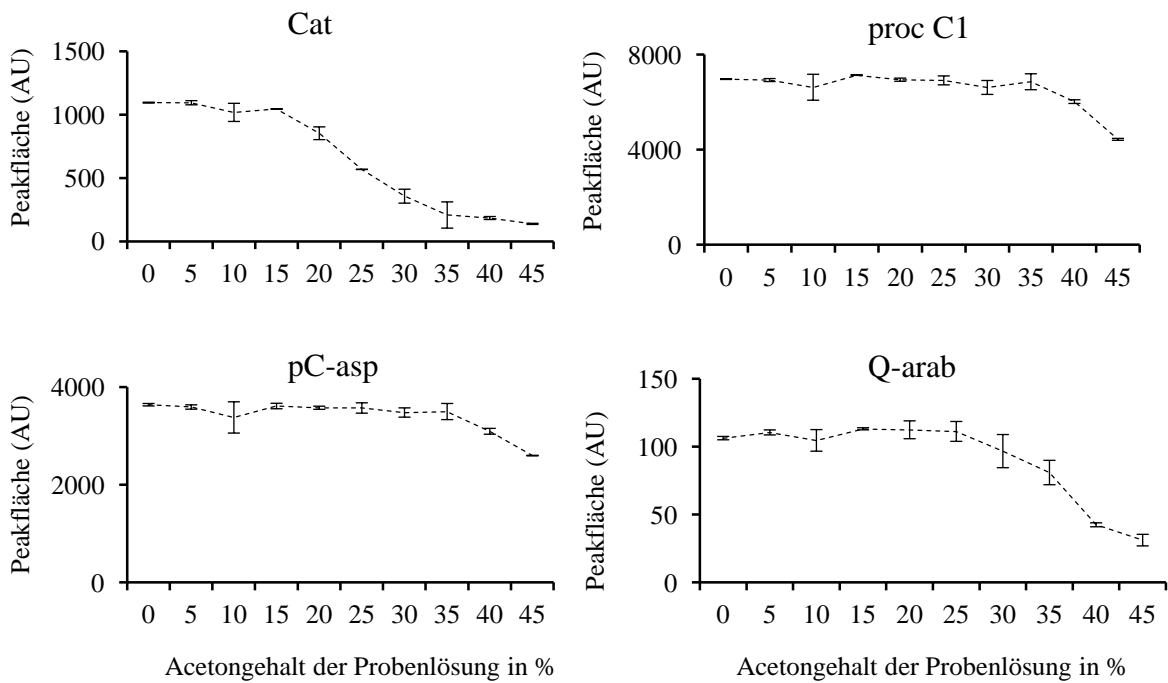 Cat
Peakfläche (AU)
1500
1000
500
0
0 5 10 15 20 25 30 35 40 45
proc C1
Peakfläche (AU)
8000
4000
0
0 5 10 15 20 25 30 35 40 45
pC-asp
Peakfläche (AU)
4000
2000
0
0 5 10 15 20 25 30 35 40 45
Acetongehalt der Probenlösung in %
Q-arab
Peakfläche (AU)
150
100
50
0
0 5 10 15 20 25 30 35 40 45
Acetongehalt der Probenlösung in %